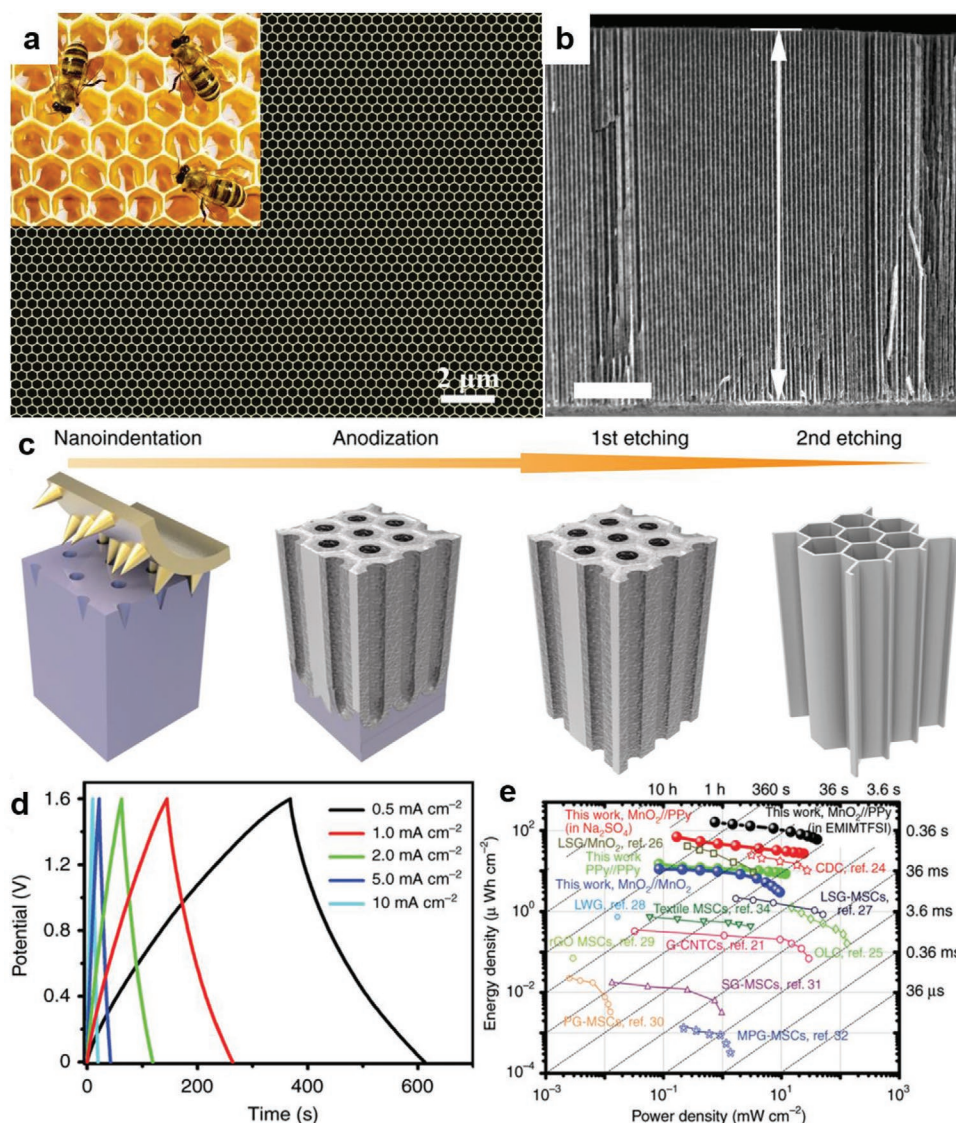 a
b
2 μm
c
Nanoindentation
Anodization
1st etching
2nd etching
d
1.6
1.2
0.8
0.4
0
0
200
400
600
Potential (V)
Time (s)
0.5 mA cm⁻²
1.0 mA cm⁻²
2.0 mA cm⁻²
5.0 mA cm⁻²
10 mA cm⁻²
e
10 h
1 h
360 s
36 s
3.6 s
0.36 s
36 ms
3.6 ms
0.36 ms
36 μs
10²
10⁰
10⁻²
10⁻⁴
10⁻³
10⁻¹
10¹
10³
Energy density (μ Wh cm⁻²)
Power density (mW cm⁻²)
This work, MnO₂//PPy
(in Na₂SO₄)
This work, MnO₂//PPy
(in EMIMTFSI)
LSG/MnO₂, ref. 26
This work
PPy//PPy
CDC, ref. 24
This work, MnO₂//MnO₂
LSG-MSCs,
ref. 27
LWG, ref. 28
Textile MSCs, ref. 34
rGO MSCs, ref. 29
G-CNTCs, ref. 21
OLC, ref. 25
SG-MSCs, ref. 31
PG-MSCs, ref. 30
MPG-MSCs, ref. 32